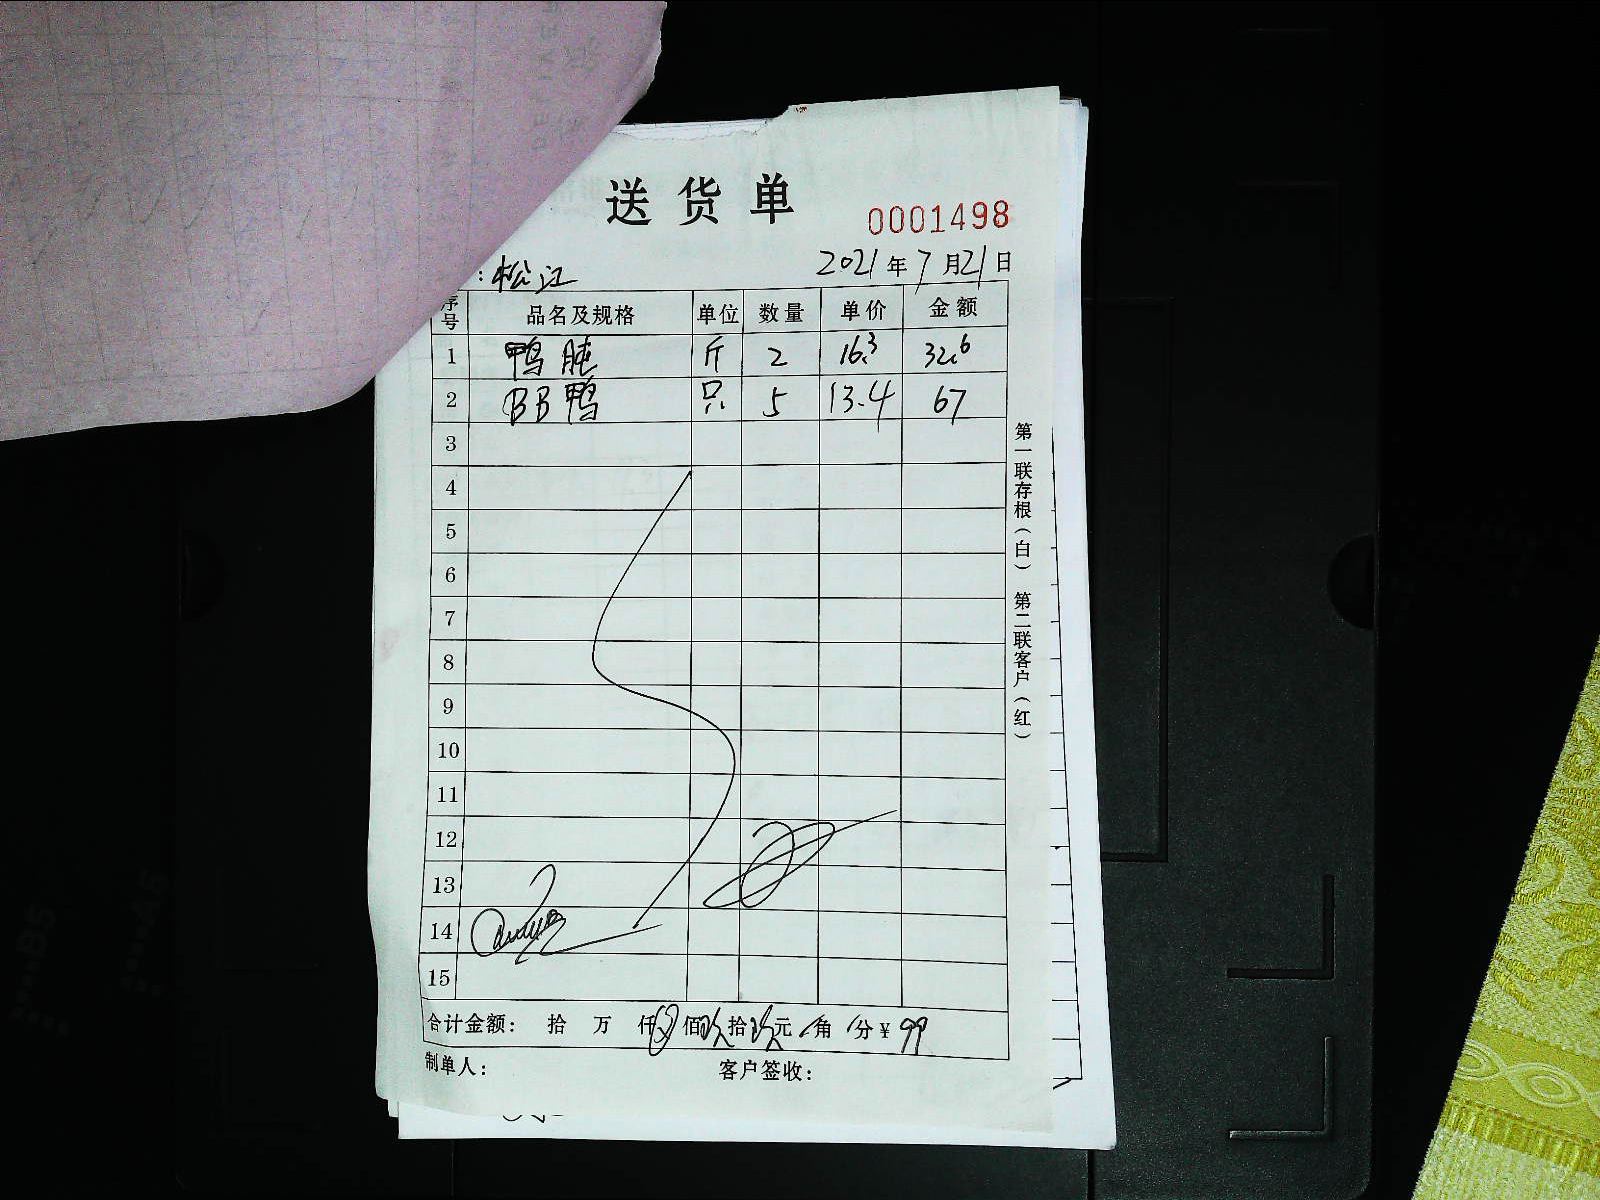 送货单
0001498
：松江 2021年7月21日
序号 品名及规格 单位 数量 单价 金额
1 鸭肫 斤 2 16.3 32.6
2 BB鸭 只 5 13.4 67
3
4
5
6
7
8
9
10
11
12
13
14
15
合计金额： 拾 万 仟 佰玖拾玖元 角 分￥99
制单人： 客户签收：
第一联存根（白） 第二联客户（红）